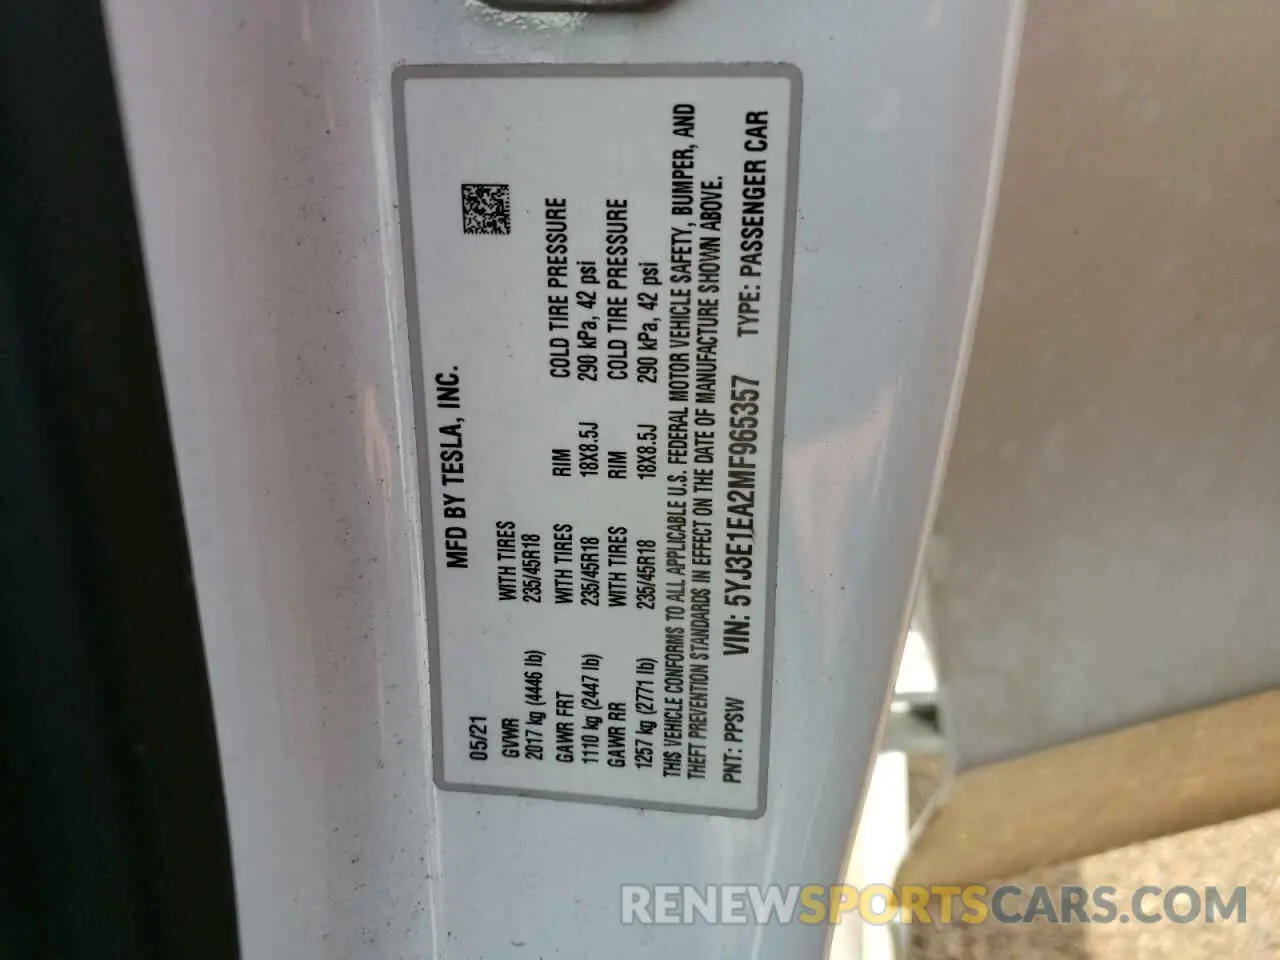 MFD BY TESLA, INC.
05/21
GVWR WITH TIRES
2017 kg (4446 lb) 235/45R18
GAWR FRT WITH TIRES RIM COLD TIRE PRESSURE
1110 kg (2447 lb) 235/45R18 18X8.5J 290 kPa, 42 psi
GAWR RR WITH TIRES RIM COLD TIRE PRESSURE
1257 kg (2771 lb) 235/45R18 18X8.5J 290 kPa, 42 psi
THIS VEHICLE CONFORMS TO ALL APPLICABLE U.S. FEDERAL MOTOR VEHICLE SAFETY, BUMPER, AND
THEFT PREVENTION STANDARDS IN EFFECT ON THE DATE OF MANUFACTURE SHOWN ABOVE.
PNT: PPSW VIN: 5YJ3E1EA2MF965357 TYPE: PASSENGER CAR
RENEWSPORTSCARS.COM